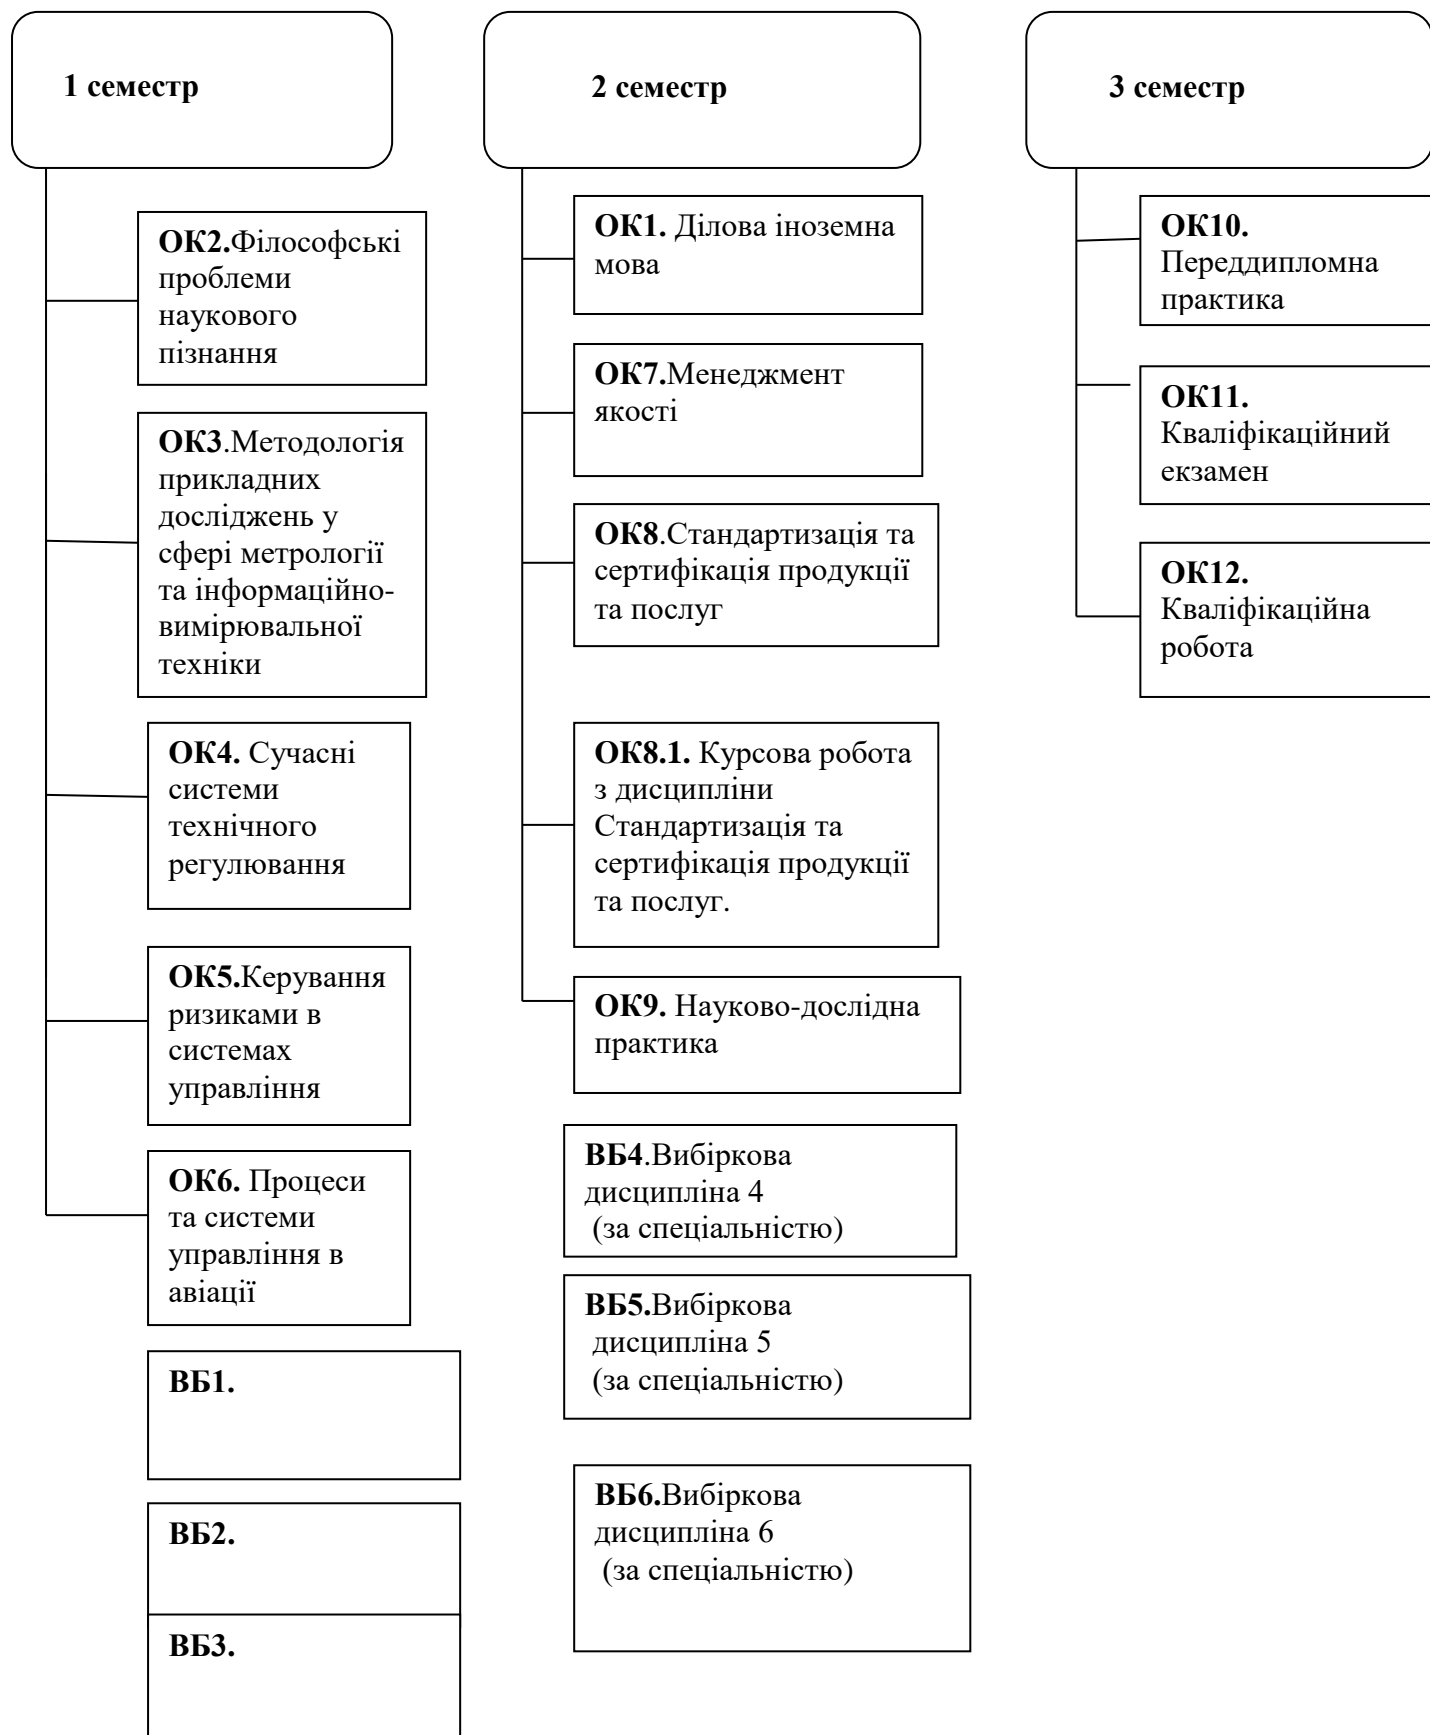 1 семестр
ОК2.Філософські
проблеми
наукового
пізнання
ОК3.Методологія
прикладних
досліджень у
сфері метрології
та інформаційно-
вимірювальної
техніки
ОК4. Сучасні
системи
технічного
регулювання
ОК5.Керування
ризиками в
системах
управління
ОК6. Процеси
та системи
управління в
авіації
ВБ1.
ВБ2.
ВБ3.
2 семестр
ОК1. Ділова іноземна
мова
ОК7.Менеджмент
якості
ОК8.Стандартизація та
сертифікація продукції
та послуг
ОК8.1. Курсова робота
з дисципліни
Стандартизація та
сертифікація продукції
та послуг.
ОК9. Науково-дослідна
практика
ВБ4.Вибіркова
дисципліна 4
(за спеціальністю)
ВБ5.Вибіркова
дисципліна 5
(за спеціальністю)
ВБ6.Вибіркова
дисципліна 6
(за спеціальністю)
3 семестр
ОК10.
Переддипломна
практика
ОК11.
Кваліфікаційний
екзамен
ОК12.
Кваліфікаційна
робота